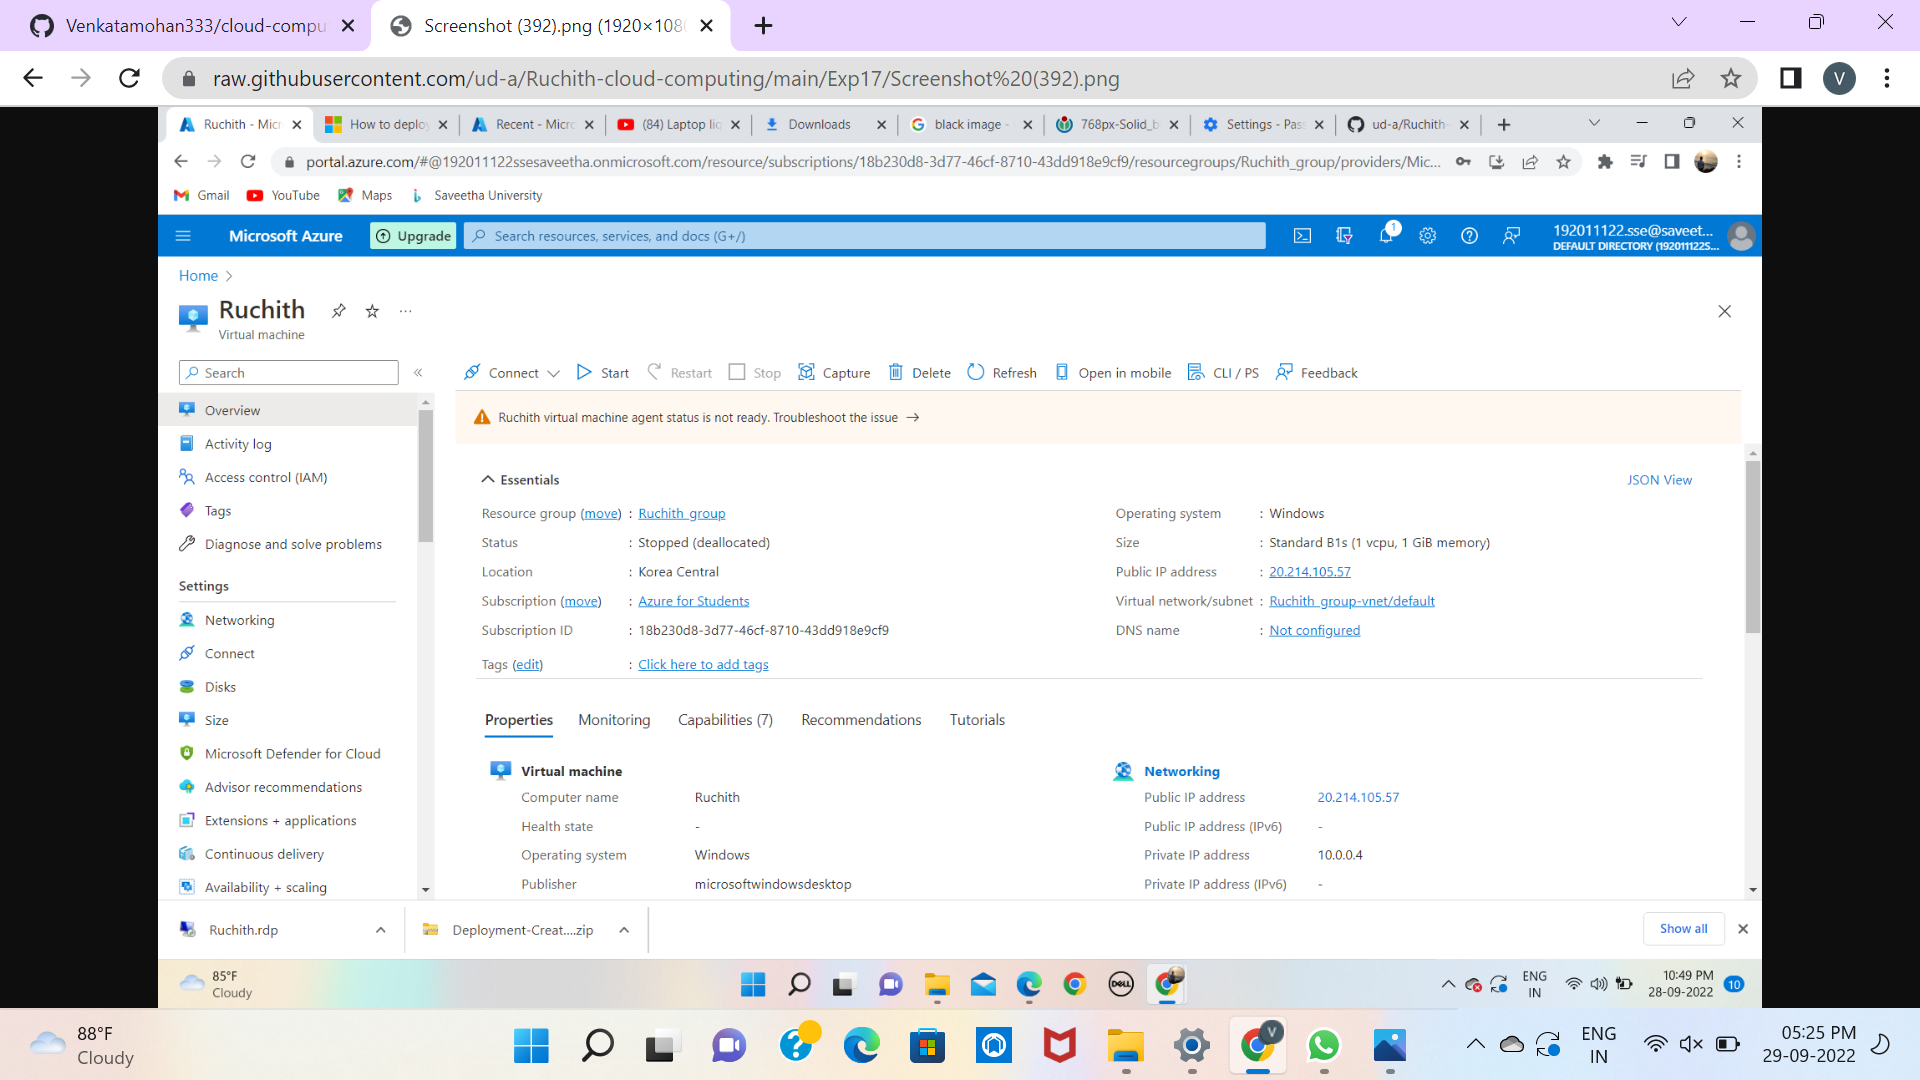 Venkatamohan333/cloud-compu
Screenshot (392).png (1920×108
raw.githubusercontent.com/ud-a/Ruchith-cloud-computing/main/Exp17/Screenshot%20(392).png
V
Ruchith - Micr
How to deploy
Recent - Micro
(84) Laptop liq
Downloads
black image -
768px-Solid_b
Settings - Pass
ud-a/Ruchith-
portal.azure.com/#@192011122ssesaveetha.onmicrosoft.com/resource/subscriptions/18b230d8-3d77-46cf-8710-43dd918e9cf9/resourcegroups/Ruchith_group/providers/Mic...
Gmail
YouTube
Maps
Saveetha University
Microsoft Azure
Upgrade
Search resources, services, and docs (G+/)
1
192011122.sse@saveet...
DEFAULT DIRECTORY (192011122S...
Home
Ruchith
Virtual machine
Search
Connect
Start
Restart
Stop
Capture
Delete
Refresh
Open in mobile
CLI / PS
Feedback
Ruchith virtual machine agent status is not ready. Troubleshoot the issue →
Overview
Activity log
Access control (IAM)
Tags
Diagnose and solve problems
Settings
Networking
Connect
Disks
Size
Microsoft Defender for Cloud
Advisor recommendations
Extensions + applications
Continuous delivery
Availability + scaling
Essentials
JSON View
Resource group (move) : Ruchith_group
Status : Stopped (deallocated)
Location : Korea Central
Subscription (move) : Azure for Students
Subscription ID : 18b230d8-3d77-46cf-8710-43dd918e9cf9
Tags (edit) : Click here to add tags
Operating system : Windows
Size : Standard B1s (1 vcpu, 1 GiB memory)
Public IP address : 20.214.105.57
Virtual network/subnet : Ruchith_group-vnet/default
DNS name : Not configured
Properties
Monitoring
Capabilities (7)
Recommendations
Tutorials
Virtual machine
Computer name Ruchith
Health state -
Operating system Windows
Publisher microsoftwindowsdesktop
Networking
Public IP address 20.214.105.57
Public IP address (IPv6) -
Private IP address 10.0.0.4
Private IP address (IPv6) -
Ruchith.rdp
Deployment-Creat....zip
Show all
85°F
Cloudy
DELL
ENG
IN
10:49 PM
28-09-2022
10
88°F
Cloudy
V
ENG
IN
05:25 PM
29-09-2022